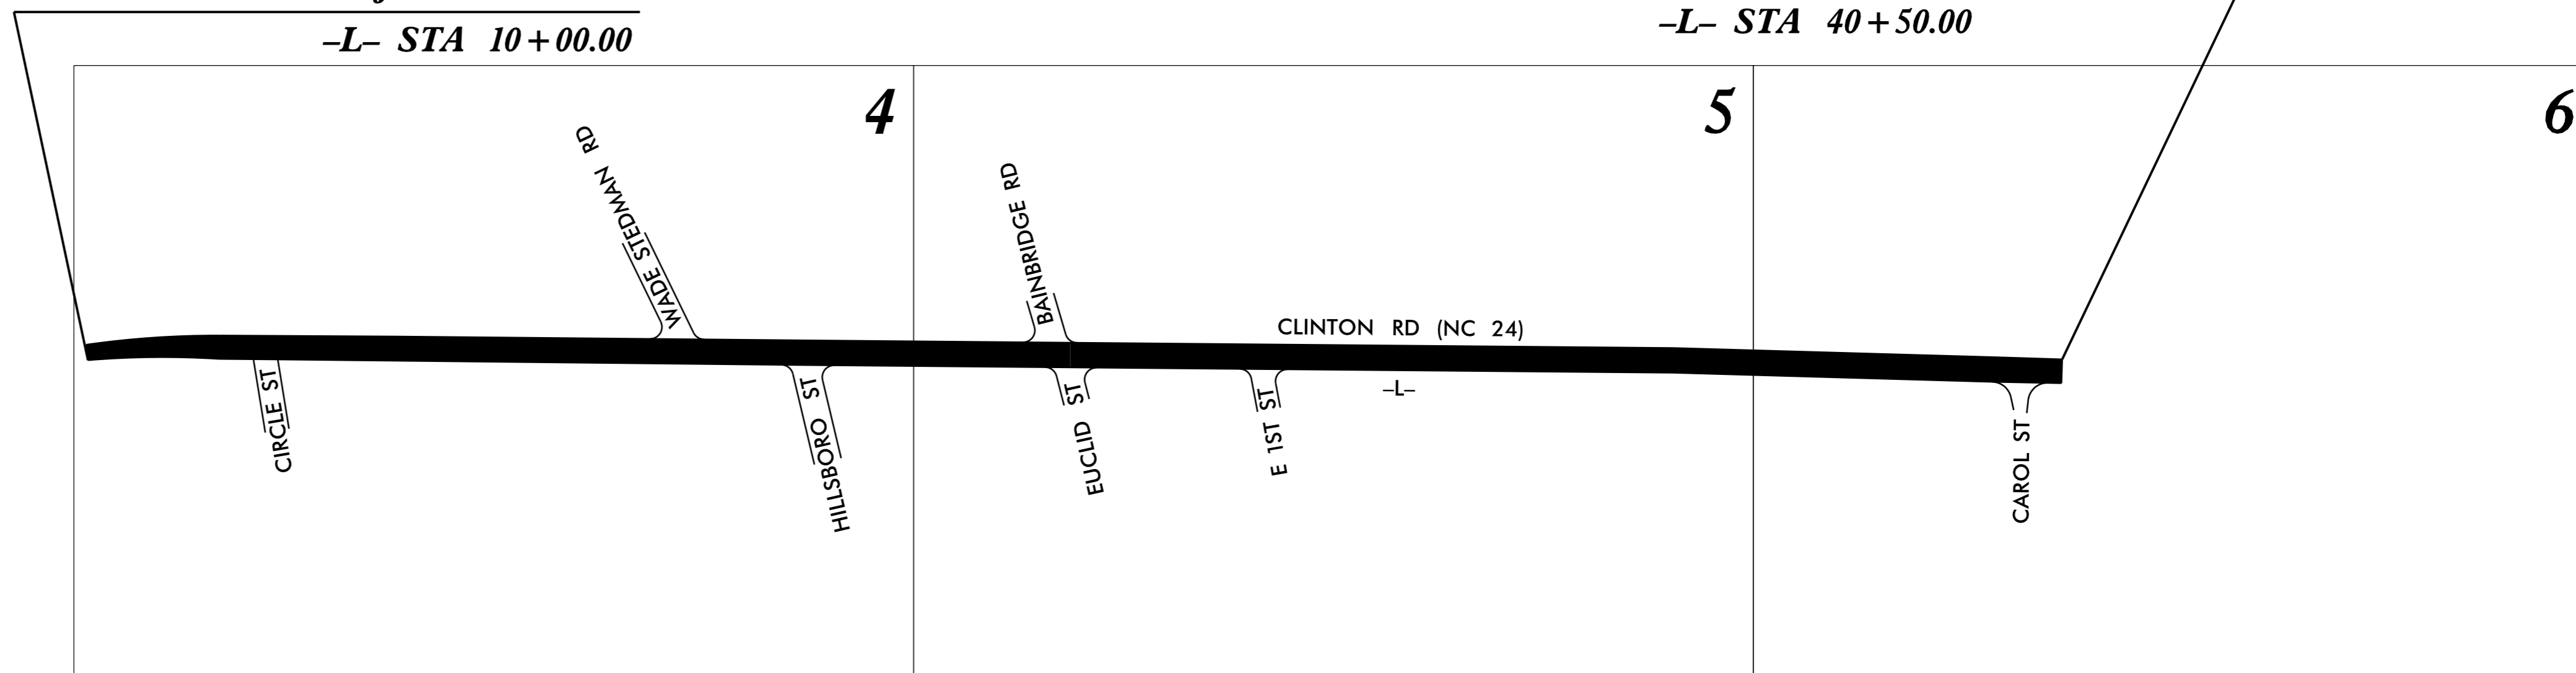 –L– STA 10+00.00
–L– STA 40+50.00
4
5
6
WADE STEDMAN RD
BAINBRIDGE RD
CLINTON RD (NC 24)
–L–
CIRCLE ST
HILLSBORO ST
EUCLID ST
E 1ST ST
CAROL ST